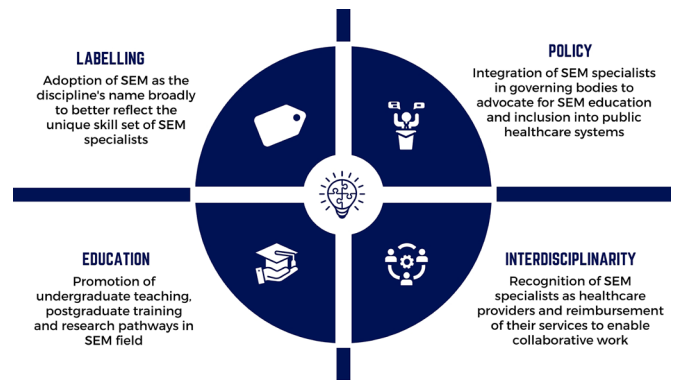 LABELLING
Adoption of SEM as the
discipline's name broadly
to better reflect the
unique skill set of SEM
specialists
POLICY
Integration of SEM specialists
in governing bodies to
advocate for SEM education
and inclusion into public
healthcare systems
EDUCATION
Promotion of
undergraduate teaching,
postgraduate training
and research pathways in
SEM field
INTERDISCIPLINARITY
Recognition of SEM
specialists as healthcare
providers and reimbursement
of their services to enable
collaborative work